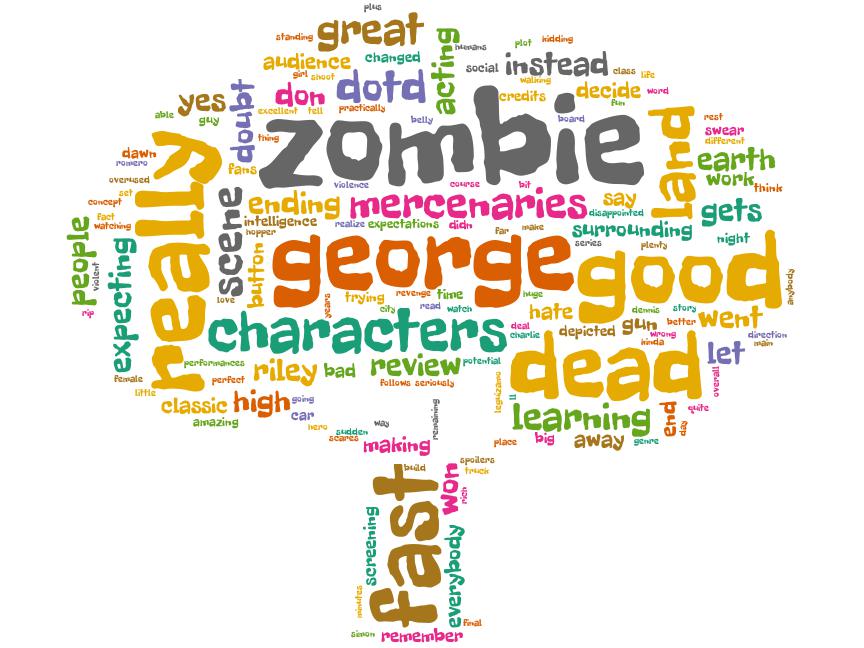 plus
great
standing
audience
changed
acting
humans
plot
kidding
girl
shoot
social
instead
class
life
walking
yes
able
guy
doubt
don
dotd
excellent
tell
practically
credits
decide
word
fun
belly
board
zombie
land
rest
swear
different
earth
work
think
thing
dawn
romero
really
fans
violence
course
bit
overused
set
concept
scene
ending
mercenaries
say
disappointed
gets
fact
watching
intelligence
hopper
realize
expectations
didn
far
make
surrounding
series
plenty
night
people
violent
rip
expecting
button
love
george
good
anybody
years
trying
revenge
time
huge
city
read
watch
hate
dennis
story
gun
better
went
characters
deal
charlie
depicted
wrong
kinda
direction
main
let
dead
overall
performances
perfect
riley
bad
review
potential
follows
seriously
female
little
classic
high
going
car
amazing
hero
sudden
scares
way
remaining
making
leguizamo
ll
learning
end
day
quite
place
big
away
genre
spoilers
truck
build
fast
won
rich
screening
everybody
minutes
final
simon
remember